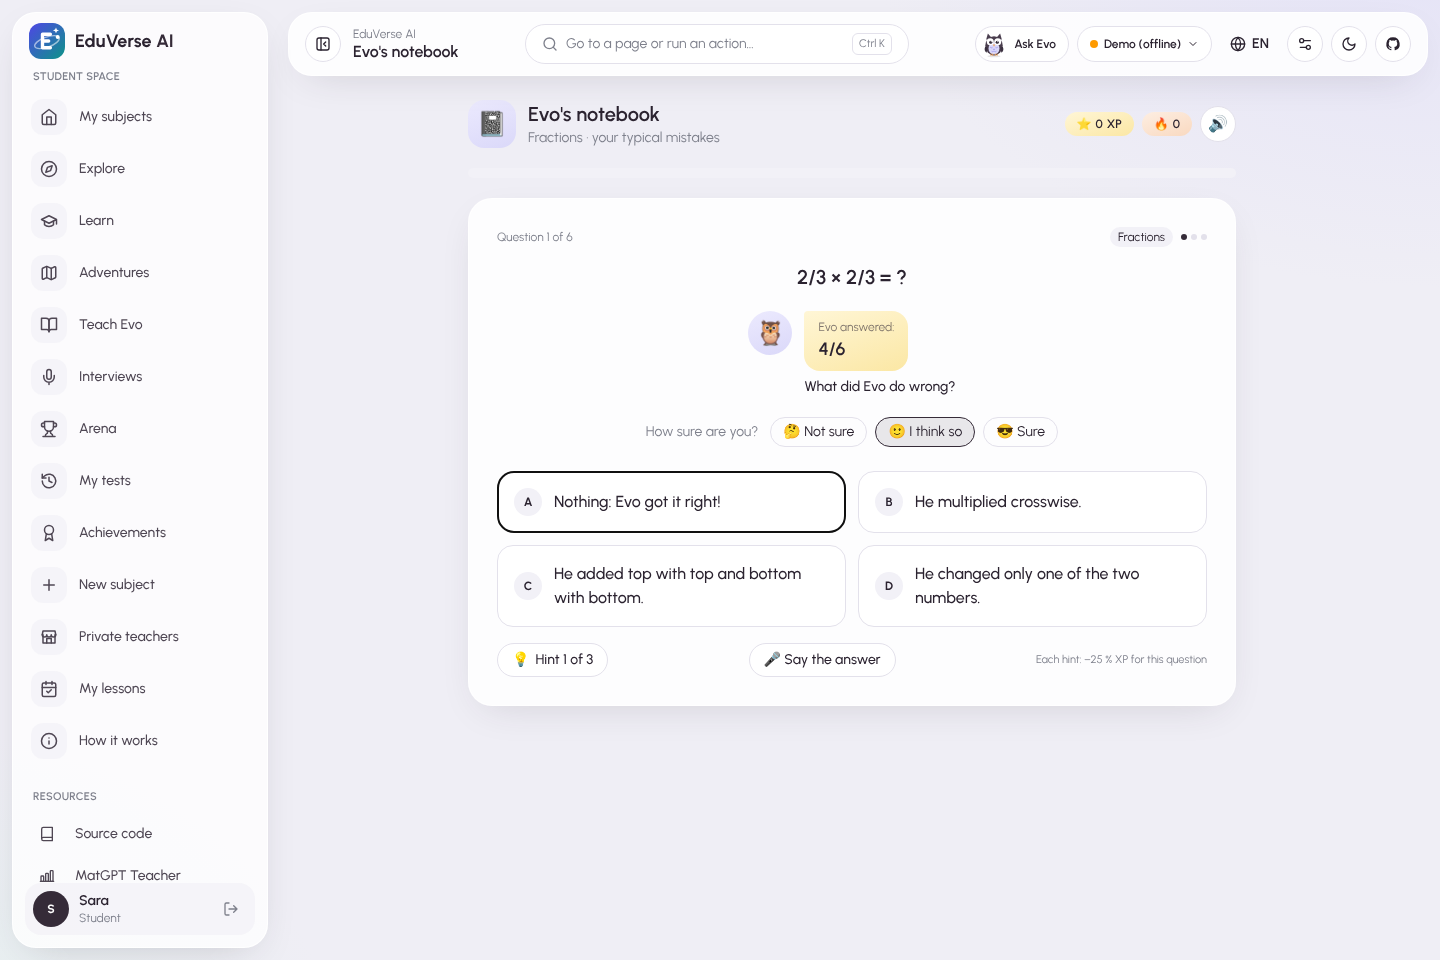 EduVerse AI
STUDENT SPACE
My subjects
Explore
Learn
Adventures
Teach Evo
Interviews
Arena
My tests
Achievements
New subject
Private teachers
My lessons
How it works
RESOURCES
Source code
MatGPT Teacher
S
Sara
Student
EduVerse AI
Evo's notebook
Go to a page or run an action...
Ctrl K
Ask Evo
Demo (offline)
EN
Evo's notebook
Fractions · your typical mistakes
0 XP
0
Question 1 of 6
Fractions
2/3 × 2/3 = ?
Evo answered:
4/6
What did Evo do wrong?
How sure are you?
Not sure
I think so
Sure
A
Nothing: Evo got it right!
B
He multiplied crosswise.
C
He added top with top and bottom
with bottom.
D
He changed only one of the two
numbers.
Hint 1 of 3
Say the answer
Each hint: −25 % XP for this question